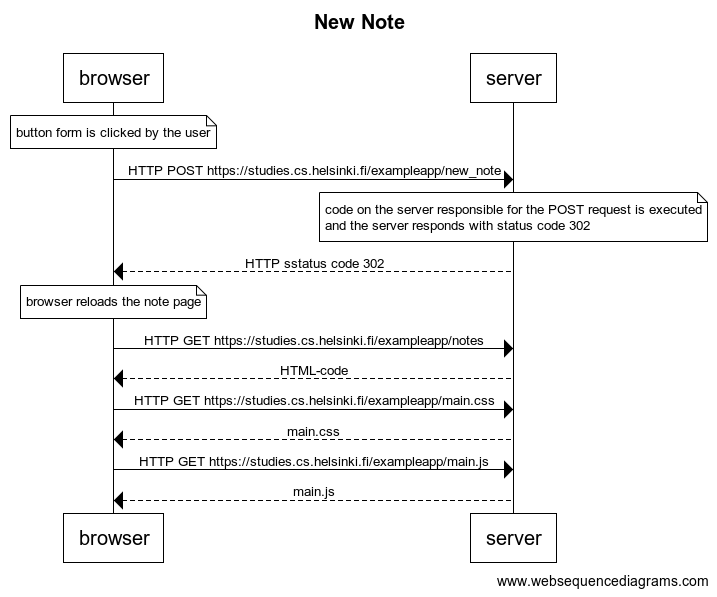 New Note
browser
server
button form is clicked by the user
HTTP POST https://studies.cs.helsinki.fi/exampleapp/new_note
code on the server responsible for the POST request is executed
and the server responds with status code 302
HTTP sstatus code 302
browser reloads the note page
HTTP GET https://studies.cs.helsinki.fi/exampleapp/notes
HTML-code
HTTP GET https://studies.cs.helsinki.fi/exampleapp/main.css
main.css
HTTP GET https://studies.cs.helsinki.fi/exampleapp/main.js
main.js
browser
server
www.websequencediagrams.com